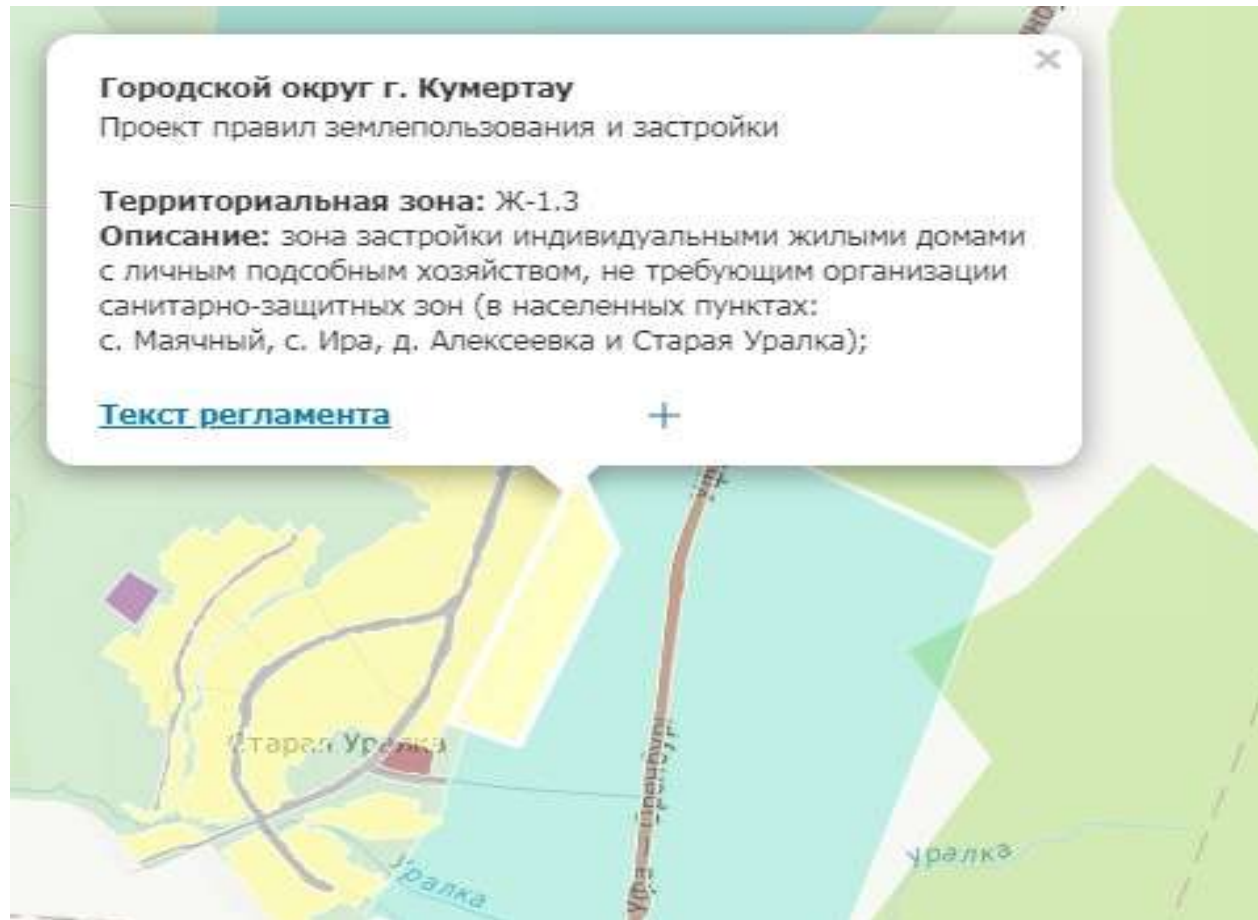 Городской округ г. Кумертау
Проект правил землепользования и застройки
Территориальная зона: Ж-1.3
Описание: зона застройки индивидуальными жилыми домами
с личным подсобным хозяйством, не требующим организации
санитарно-защитных зон (в населенных пунктах:
с. Маячный, с. Ира, д. Алексеевка и Старая Уралка);
Текст регламента
Старая Уралка
Уфа — Оренбург
Уралка
Уралка